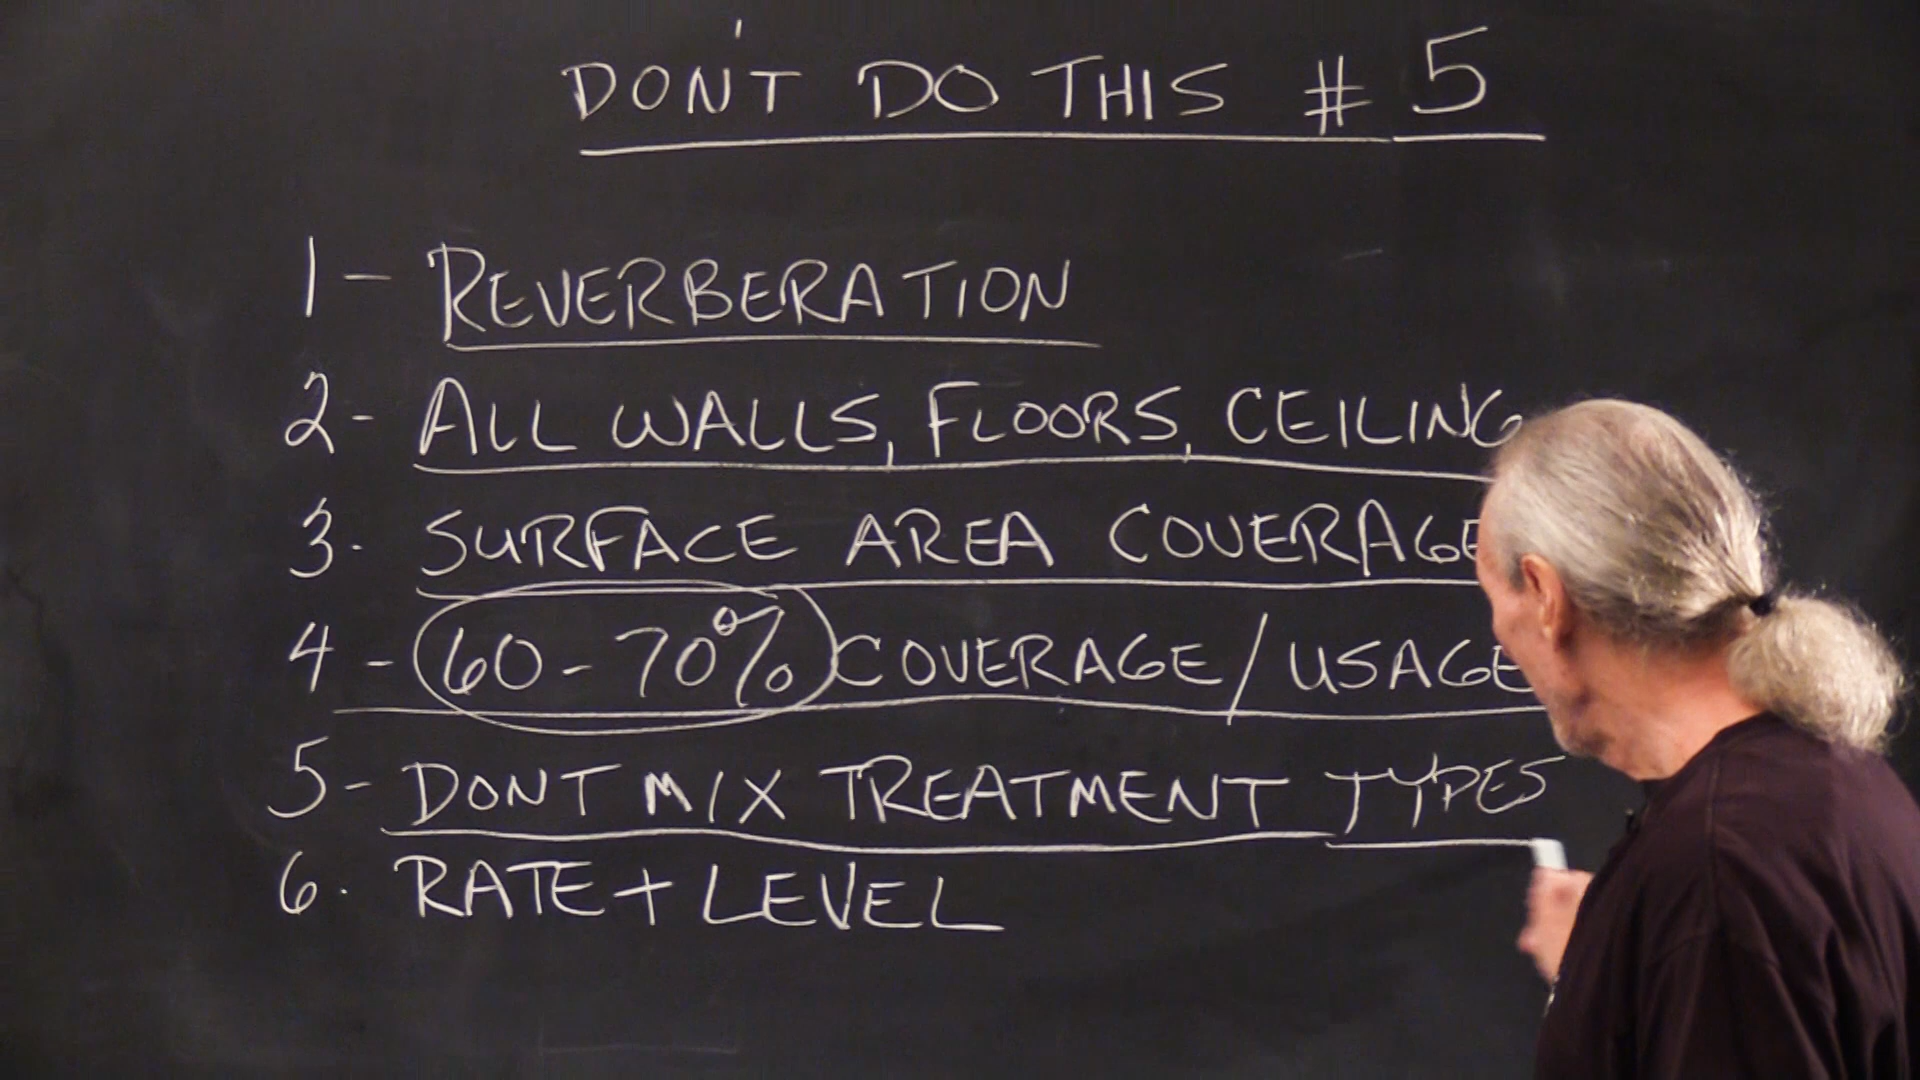 DON'T DO THIS # 5
1 - REVERBERATION
2 - ALL WALLS, FLOORS, CEILING
3. SURFACE AREA COVERAGE
4 - 60 - 70% COVERAGE / USAGE
5 - DONT MIX TREATMENT TYPES
6. RATE + LEVEL